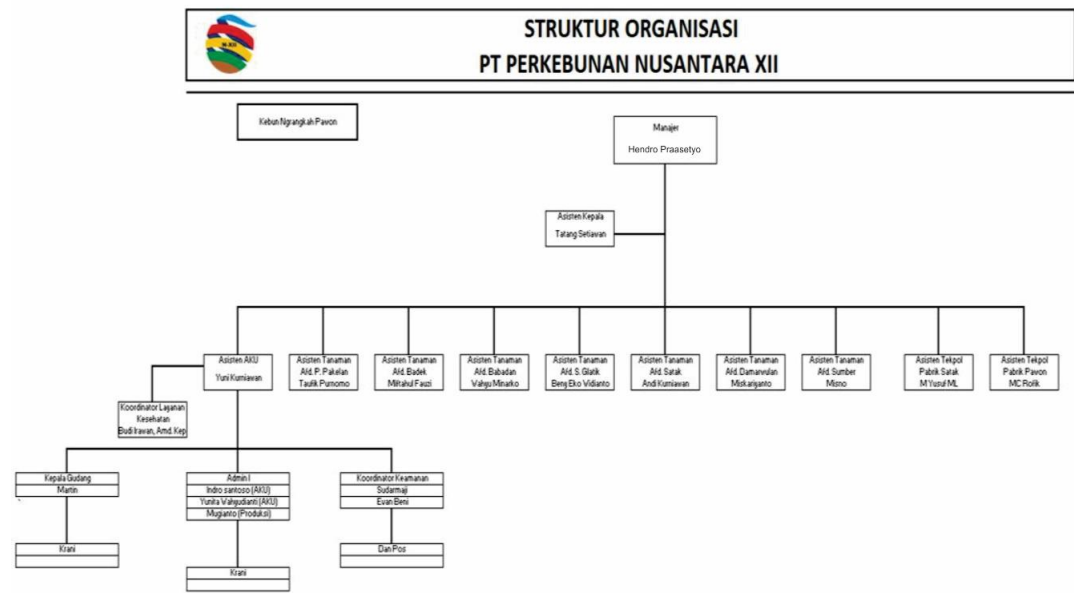 STRUKTUR ORGANISASI
PT PERKEBUNAN NUSANTARA XII
Kebun Ngrangkah Pawon
Manajer
Hendro Praasetyo
Asisten Kepala
Tatang Setiawan
Asisten AKU
Yuni Kurniawan
Asisten Tanaman
Afd. P. Pakelan
Taufik Purnomo
Asisten Tanaman
Afd. Badek
Miftahul Fauzi
Asisten Tanaman
Afd. Babadan
Wahyu Minarko
Asisten Tanaman
Afd. S. Glatik
Beng Eko Vidianto
Asisten Tanaman
Afd. Satak
Andi Kurniawan
Asisten Tanaman
Afd. Damarwulan
Miskariyanto
Asisten Tanaman
Afd. Sumber
Misno
Asisten Tekpol
Pabrik Satak
M Yusuf ML
Asisten Tekpol
Pabrik Pawon
MC Rofik
Koordinator Layanan
Kesehatan
Budi Irawan, Amd. Kep
Kepala Gudang
Martin
Krani
Admin I
Indro santoso (AKU)
Yunita Wahyudianti (AKU)
Mugianto (Produksi)
Krani
Koordinator Keamanan
Sudarmaji
Evan Beni
Dan Pos